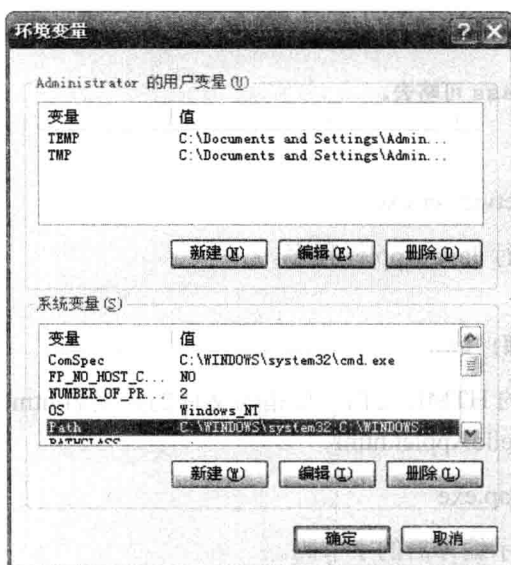 环境变量
Administrator 的用户变量(U)
变量 值
TEMP C:\Documents and Settings\Admin...
TMP C:\Documents and Settings\Admin...
新建(N) 编辑(E) 删除(D)
系统变量(S)
变量 值
ComSpec C:\WINDOWS\system32\cmd.exe
FP_NO_HOST_C... NO
NUMBER_OF_PR... 2
OS Windows_NT
Path C:\WINDOWS\system32;C:\WINDOWS...
新建(W) 编辑(I) 删除(L)
确定 取消